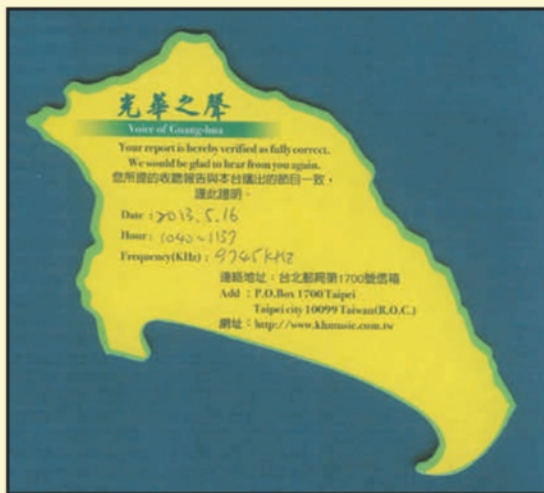 光華之聲
Voice of Guang-hua
Your report is hereby verified as fully correct.
We would be glad to hear from you again.
您所提的收聽報告與本台播出的節目一致，
謹此證明。
Date : 2013.5.16
Hour : 1040~1157
Frequency(KHz) : 9745KHZ
連絡地址：台北郵局第1700號信箱
Add : P.O.Box 1700 Taipei
Taipei city 10099 Taiwan(R.O.C.)
網址：http://www.khmusic.com.tw